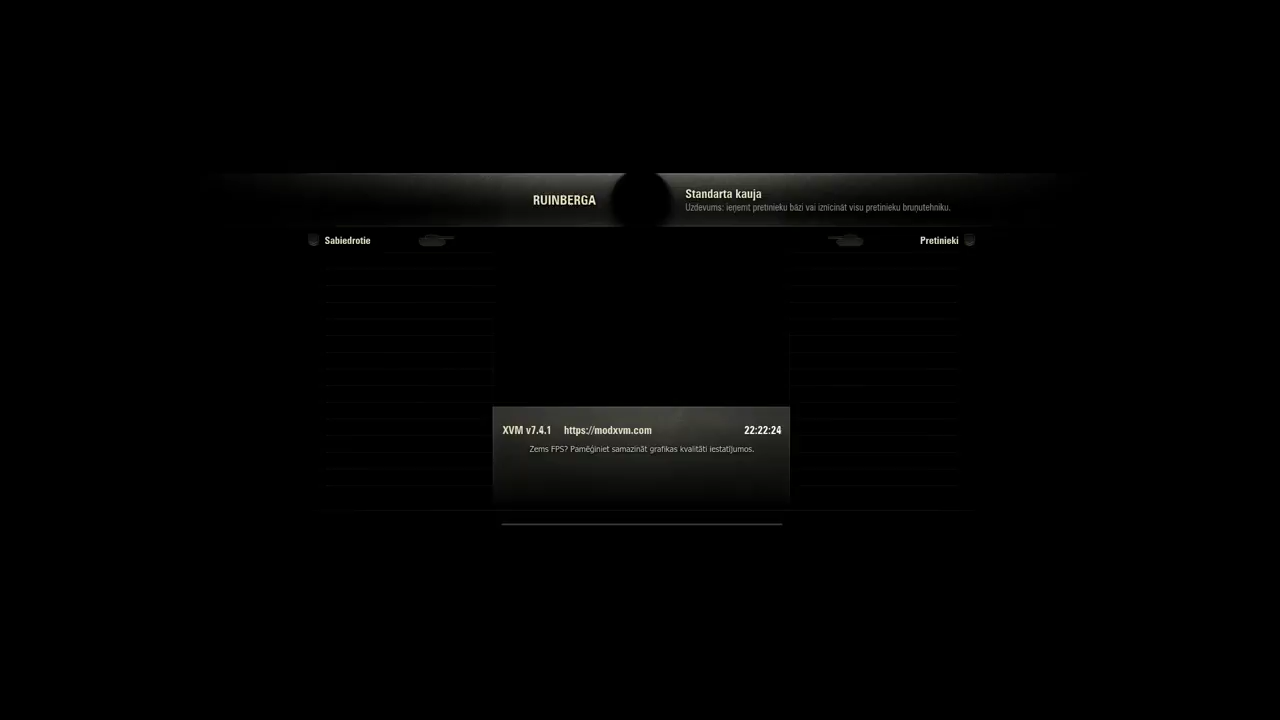 RUINBERGA
Standarta kauja
Uzdevums: ieņemt pretinieku bāzi vai iznīcināt visu pretinieku bruņutehniku.
Sabiedrotie
Pretinieki
XVM v7.4.1 https://modxvm.com 22:22:24
Zems FPS? Pamēģiniet samazināt grafikas kvalitāti iestatījumos.